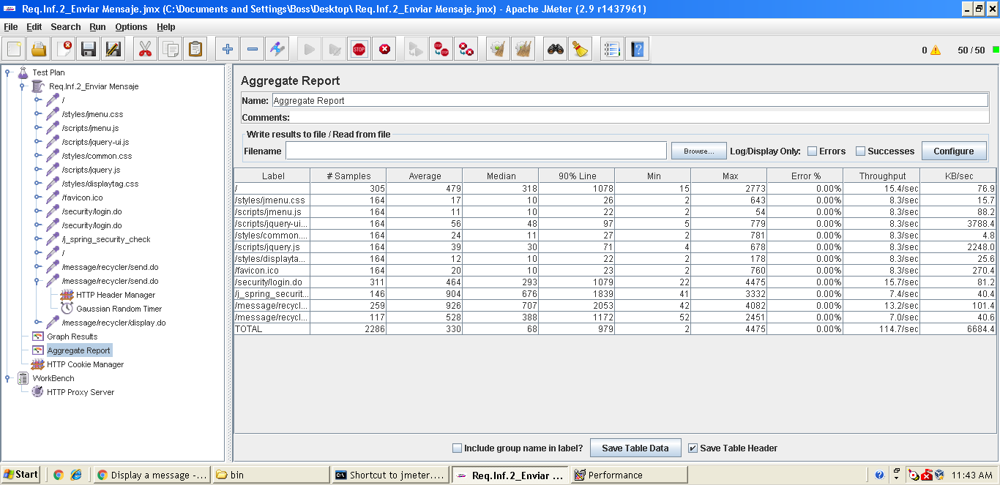 Req.Inf.2_Enviar Mensaje.jmx (C:\Documents and Settings\Boss\Desktop\ Req.Inf.2_Enviar Mensaje.jmx) - Apache JMeter (2.9 r1437961)
File Edit Search Run Options Help
STOP 0 50 / 50
Test Plan
Req.Inf.2_Enviar Mensaje
/
/styles/jmenu.css
/scripts/jmenu.js
/scripts/jquery-ui.js
/styles/common.css
/scripts/jquery.js
/styles/displaytag.css
/favicon.ico
/security/login.do
/security/login.do
/j_spring_security_check
/
/message/recycler/send.do
/message/recycler/send.do
HTTP Header Manager
Gaussian Random Timer
/message/recycler/display.do
Graph Results
Aggregate Report
HTTP Cookie Manager
WorkBench
HTTP Proxy Server
Aggregate Report
Name: Aggregate Report
Comments:
Write results to file / Read from file
Filename Browse... Log/Display Only: Errors Successes Configure
Label # Samples Average Median 90% Line Min Max Error % Throughput KB/sec
/ 305 479 318 1078 15 2773 0.00% 15.4/sec 76.9
/styles/jmenu.css 164 17 10 26 2 643 0.00% 8.3/sec 15.7
/scripts/jmenu.js 164 11 10 22 2 54 0.00% 8.3/sec 88.2
/scripts/jquery-ui... 164 56 48 97 5 779 0.00% 8.3/sec 3788.4
/styles/common.... 164 24 11 27 2 781 0.00% 8.3/sec 4.8
/scripts/jquery.js 164 39 30 71 4 678 0.00% 8.3/sec 2248.0
/styles/displayta... 164 12 10 22 2 178 0.00% 8.3/sec 25.6
/favicon.ico 164 20 10 23 2 760 0.00% 8.3/sec 270.4
/security/login.do 311 464 293 1079 22 4475 0.00% 15.7/sec 81.2
/j_spring_securit... 146 904 676 1839 41 3332 0.00% 7.4/sec 40.4
/message/recycl... 259 926 707 2053 42 4082 0.00% 13.2/sec 101.4
/message/recycl... 117 528 388 1172 52 2451 0.00% 7.0/sec 40.6
TOTAL 2286 330 68 979 2 4475 0.00% 114.7/sec 6684.4
Include group name in label? Save Table Data Save Table Header
Start Display a message -... bin Shortcut to jmeter.... Req.Inf.2_Enviar ... Performance 11:43 AM